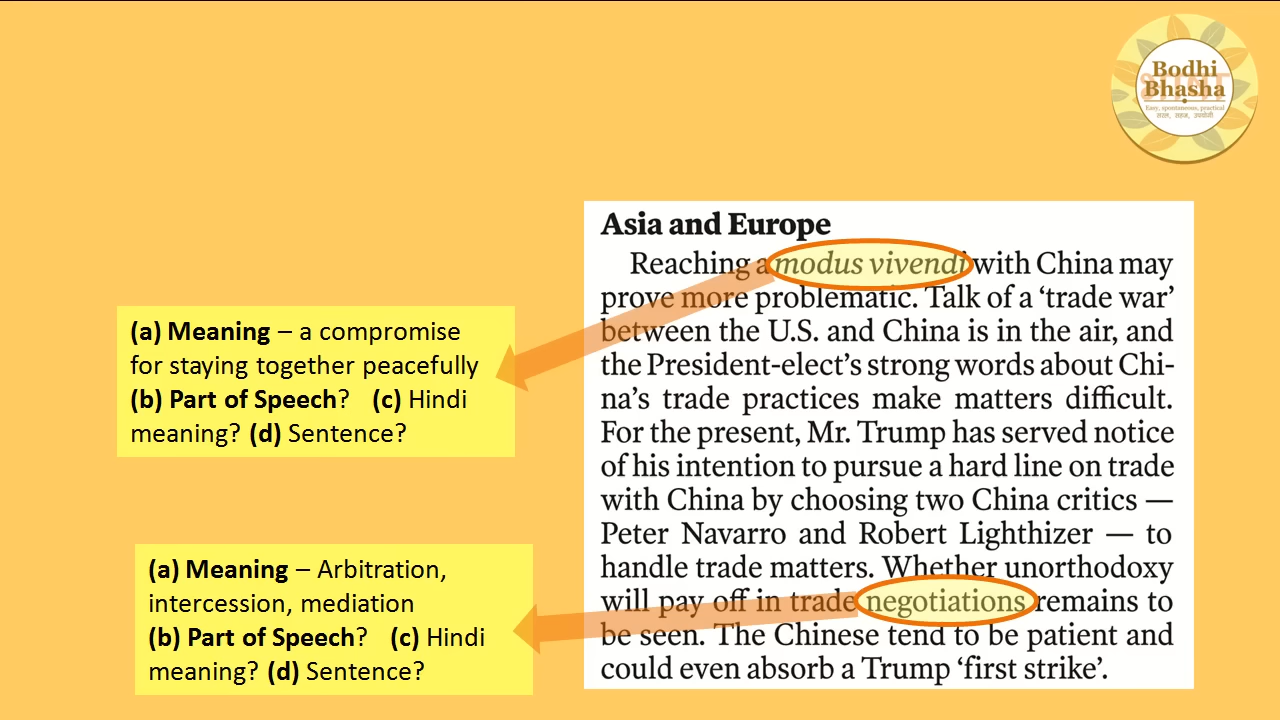 Bodhi
Bhasha
Easy, spontaneous, practical
सरल, सहज, उपयोगी
Asia and Europe
Reaching a modus vivendi with China may
prove more problematic. Talk of a ‘trade war’
between the U.S. and China is in the air, and
the President-elect’s strong words about Chi-
na’s trade practices make matters difficult.
For the present, Mr. Trump has served notice
of his intention to pursue a hard line on trade
with China by choosing two China critics —
Peter Navarro and Robert Lighthizer — to
handle trade matters. Whether unorthodoxy
will pay off in trade negotiations remains to
be seen. The Chinese tend to be patient and
could even absorb a Trump ‘first strike’.
(a) Meaning – a compromise
for staying together peacefully
(b) Part of Speech? (c) Hindi
meaning? (d) Sentence?
(a) Meaning – Arbitration,
intercession, mediation
(b) Part of Speech? (c) Hindi
meaning? (d) Sentence?